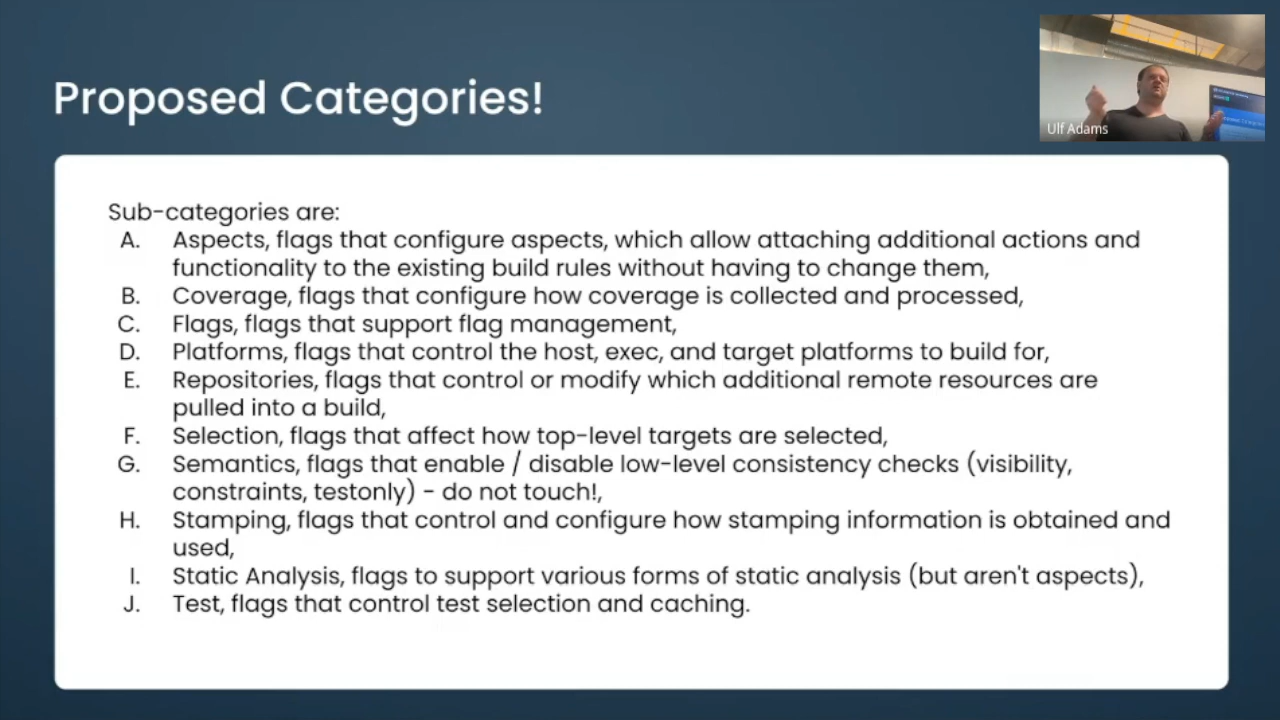 Proposed Categories!
Ulf Adams
Sub-categories are:
A. Aspects, flags that configure aspects, which allow attaching additional actions and
functionality to the existing build rules without having to change them,
B. Coverage, flags that configure how coverage is collected and processed,
C. Flags, flags that support flag management,
D. Platforms, flags that control the host, exec, and target platforms to build for,
E. Repositories, flags that control or modify which additional remote resources are
pulled into a build,
F. Selection, flags that affect how top-level targets are selected,
G. Semantics, flags that enable / disable low-level consistency checks (visibility,
constraints, testonly) - do not touch!,
H. Stamping, flags that control and configure how stamping information is obtained and
used,
I. Static Analysis, flags to support various forms of static analysis (but aren't aspects),
J. Test, flags that control test selection and caching.